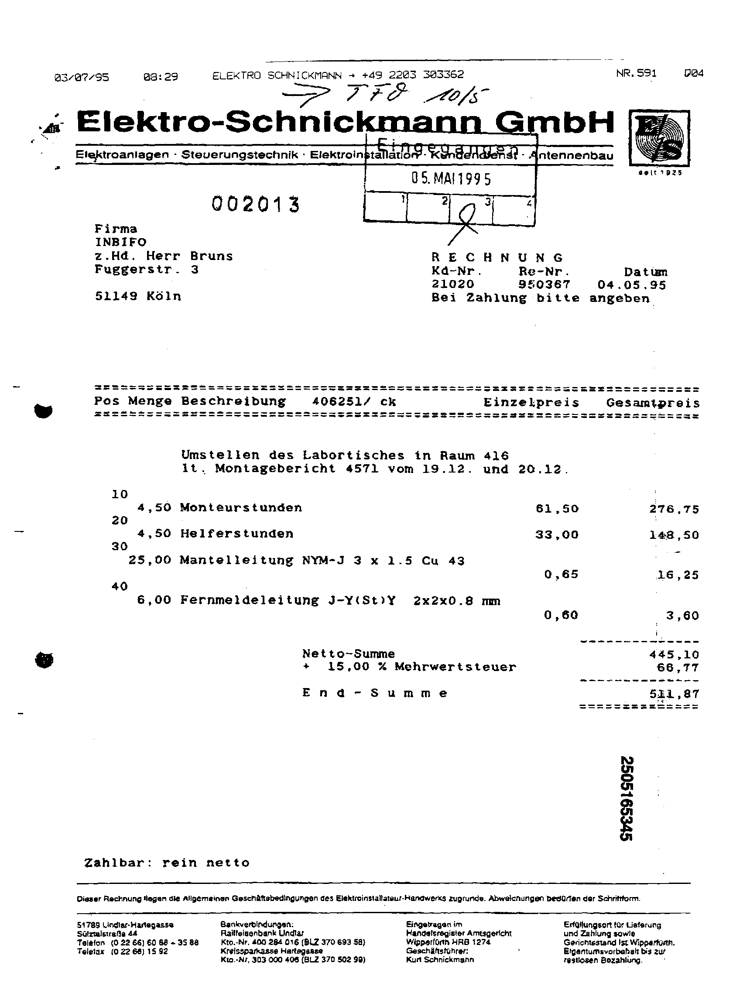 03/07/95 08:29 ELEKTRO SCHNICKMANN → +49 2203 303362 NR.591 D04
→ TFO 10/5
Elektro-Schnickmann GmbH
E/S
Elektroanlagen · Steuerungstechnik · Elektroinstallation · Kundendienst · Antennenbau
seit 1925
Eingegangen
05. MAI 1995
1 2 3 4
002013
Firma
INBIFO
z.Hd. Herr Bruns
Fuggerstr. 3
51149 Köln
R E C H N U N G
Kd-Nr. Re-Nr. Datum
21020 950367 04.05.95
Bei Zahlung bitte angeben
Pos Menge Beschreibung 406251/ ck Einzelpreis Gesamtpreis
Umstellen des Labortisches in Raum 416
lt. Montagebericht 4571 vom 19.12. und 20.12.
10
4,50 Monteurstunden 61,50 276,75
20
4,50 Helferstunden 33,00 148,50
30
25,00 Mantelleitung NYM-J 3 x 1.5 Cu 43
0,65 16,25
40
6,00 Fernmeldeleitung J-Y(St)Y 2x2x0.8 mm
0,60 3,60
Netto-Summe 445,10
+ 15,00 % Mehrwertsteuer 66,77
E n d - S u m m e 511,87
2505165345
Zahlbar: rein netto
Dieser Rechnung liegen die Allgemeinen Geschäftsbedingungen des Elektroinstallateur-Handwerks zugrunde. Abweichungen bedürfen der Schriftform.
51789 Lindlar-Hartegasse
Sülztalstraße 44
Telefon (0 22 66) 60 88 + 35 88
Telefax (0 22 66) 15 92
Bankverbindungen:
Raiffeisenbank Lindlar
Kto.-Nr. 400 284 016 (BLZ 370 693 58)
Kreissparkasse Hartegasse
Kto.-Nr. 303 000 406 (BLZ 370 502 99)
Eingetragen im
Handelsregister Amtsgericht
Wipperfürth HRB 1274
Geschäftsführer:
Kurt Schnickmann
Erfüllungsort für Lieferung
und Zahlung sowie
Gerichtsstand ist Wipperfürth.
Eigentumsvorbehalt bis zur
restlosen Bezahlung.